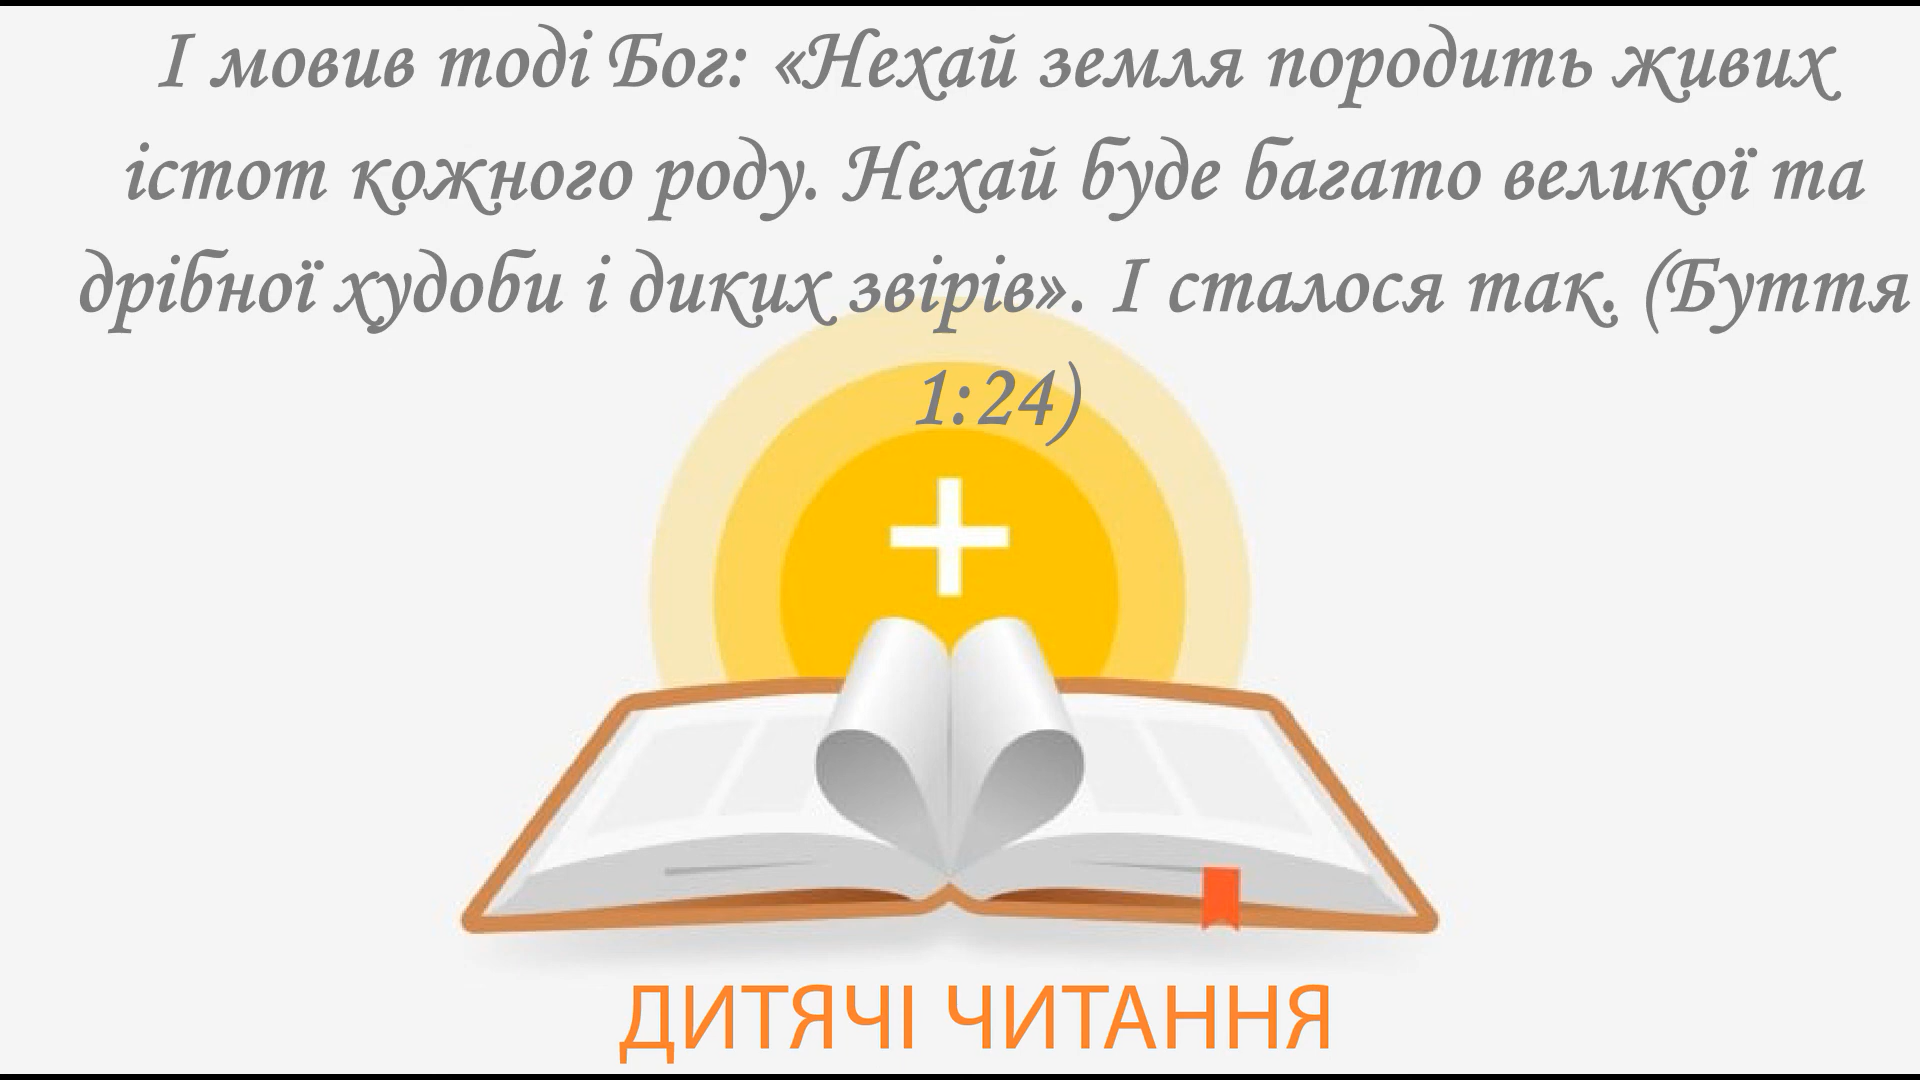 І мовив тоді Бог: «Нехай земля породить живих
істот кожного роду. Нехай буде багато великої та
дрібної худоби і диких звірів». І сталося так. (Буття
1:24)
ДИТЯЧІ ЧИТАННЯ